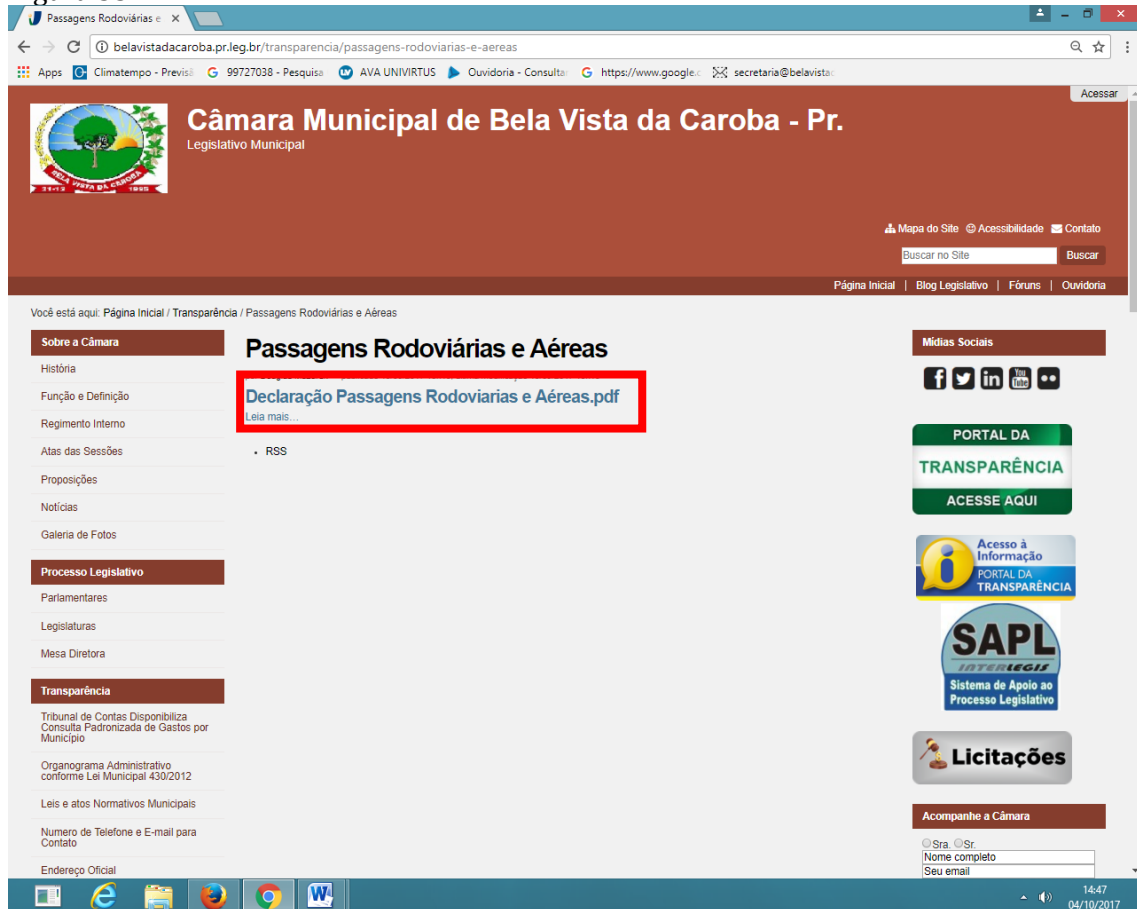 Passagens Rodoviárias e
belavistadacaroba.pr.leg.br/transparencia/passagens-rodoviarias-e-aereas
Apps
Climatempo - Previsã
99727038 - Pesquisa
AVA UNIVIRTUS
Ouvidoria - Consulta
https://www.google.c
secretaria@belavista
Acessar
Câmara Municipal de Bela Vista da Caroba - Pr.
Legislativo Municipal
BELA VISTA DA CAROBA
31-12 1995
Mapa do Site Acessibilidade Contato
Buscar no Site Buscar
Página Inicial | Blog Legislativo | Fóruns | Ouvidoria
Você está aqui: Página Inicial / Transparência / Passagens Rodoviárias e Aéreas
Sobre a Câmara
História
Função e Definição
Regimento Interno
Atas das Sessões
Proposições
Notícias
Galeria de Fotos
Processo Legislativo
Parlamentares
Legislaturas
Mesa Diretora
Transparência
Tribunal de Contas Disponibiliza
Consulta Padronizada de Gastos por
Município
Organograma Administrativo
conforme Lei Municipal 430/2012
Leis e atos Normativos Municipais
Numero de Telefone e E-mail para
Contato
Endereço Oficial
Passagens Rodoviárias e Aéreas
Declaração Passagens Rodoviarias e Aéreas.pdf
Leia mais…
RSS
Mídias Sociais
You
Tube
PORTAL DA
TRANSPARÊNCIA
ACESSE AQUI
Acesso à
Informação
PORTAL DA
TRANSPARÊNCIA
SAPL
INTERLEGIS
Sistema de Apoio ao
Processo Legislativo
Licitações
Acompanhe a Câmara
Sra. Sr.
Nome completo
Seu email
14:47
04/10/2017